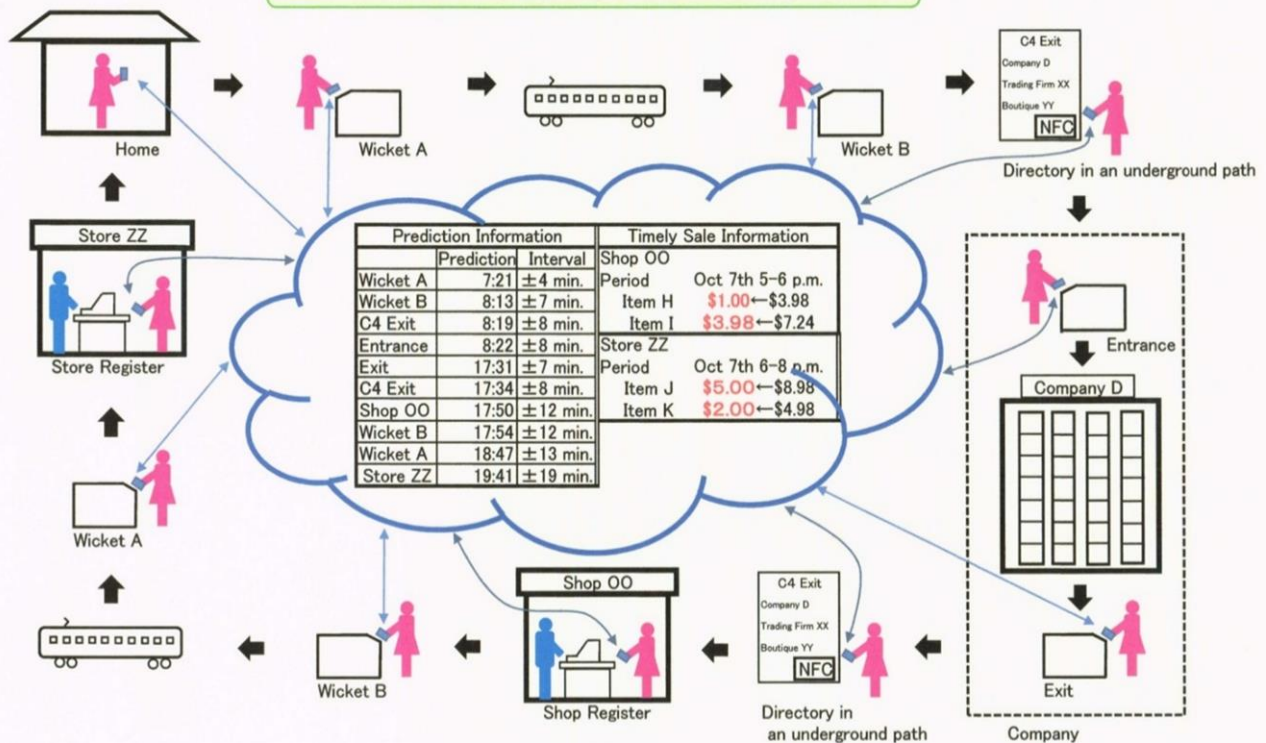 Home
Wicket A
Wicket B
C4 Exit
Company D
Trading Firm XX
Boutique YY
NFC
Directory in an underground path
Store ZZ
Store Register
Prediction Information
Prediction Interval
Wicket A 7:21 ±4 min.
Wicket B 8:13 ±7 min.
C4 Exit 8:19 ±8 min.
Entrance 8:22 ±8 min.
Exit 17:31 ±7 min.
C4 Exit 17:34 ±8 min.
Shop OO 17:50 ±12 min.
Wicket B 17:54 ±12 min.
Wicket A 18:47 ±13 min.
Store ZZ 19:41 ±19 min.
Timely Sale Information
Shop OO
Period Oct 7th 5-6 p.m.
Item H $1.00←$3.98
Item I $3.98←$7.24
Store ZZ
Period Oct 7th 6-8 p.m.
Item J $5.00←$8.98
Item K $2.00←$4.98
Entrance
Company D
Exit
Company
Wicket A
Wicket B
Shop OO
Shop Register
C4 Exit
Company D
Trading Firm XX
Boutique YY
NFC
Directory in
an underground path